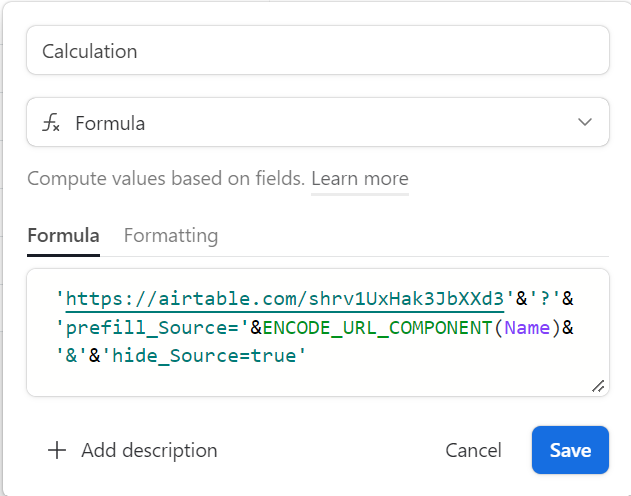 Calculation
fx Formula
Compute values based on fields. Learn more
Formula Formatting
'https://airtable.com/shrv1UxHak3JbXXd3'&'?'&
'prefill_Source='&ENCODE_URL_COMPONENT(Name)&
'&'&'hide_Source=true'
+ Add description Cancel Save